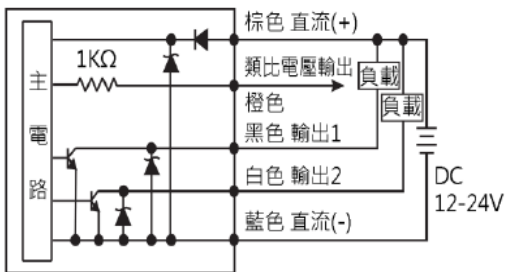 棕色 直流(+)
1KΩ
類比電壓輸出
負載
主電路
橙色
負載
黑色 輸出1
白色 輸出2
DC
12-24V
藍色 直流(-)